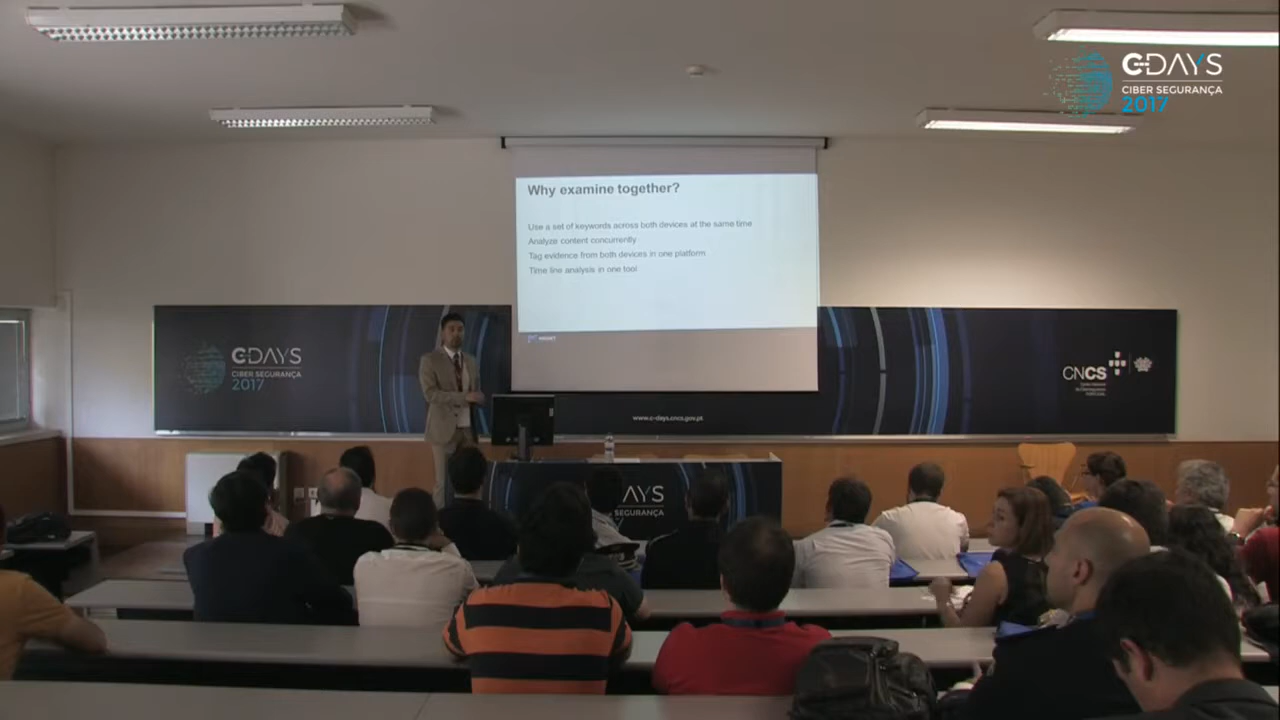 C-DAYS
CIBER SEGURANÇA
2017
Why examine together?
Use a set of keywords across both devices at the same time
Analyze content concurrently
Tag evidence from both devices in one platform
Time line analysis in one tool
C-DAYS
CIBER SEGURANÇA
2017
CNCS
www.c-days.cncs.gov.pt
AYS
SEGURANÇA